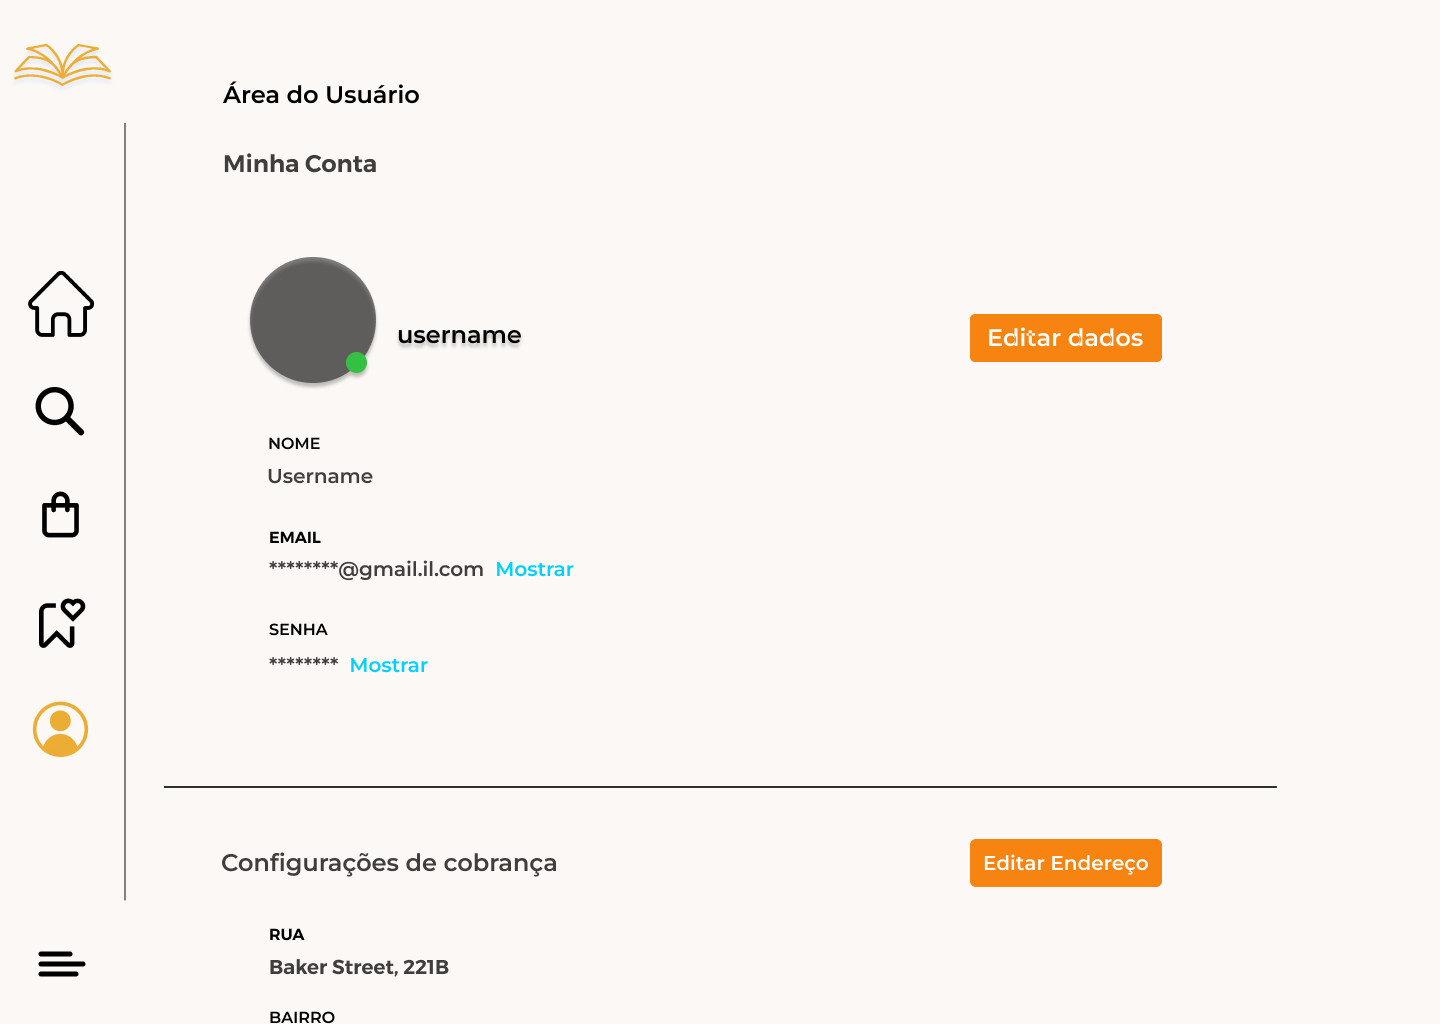 Área do Usuário
Minha Conta
username
Editar dados
NOME
Username
EMAIL
********@gmail.il.com Mostrar
SENHA
******** Mostrar
Configurações de cobrança
Editar Endereço
RUA
Baker Street, 221B
BAIRRO